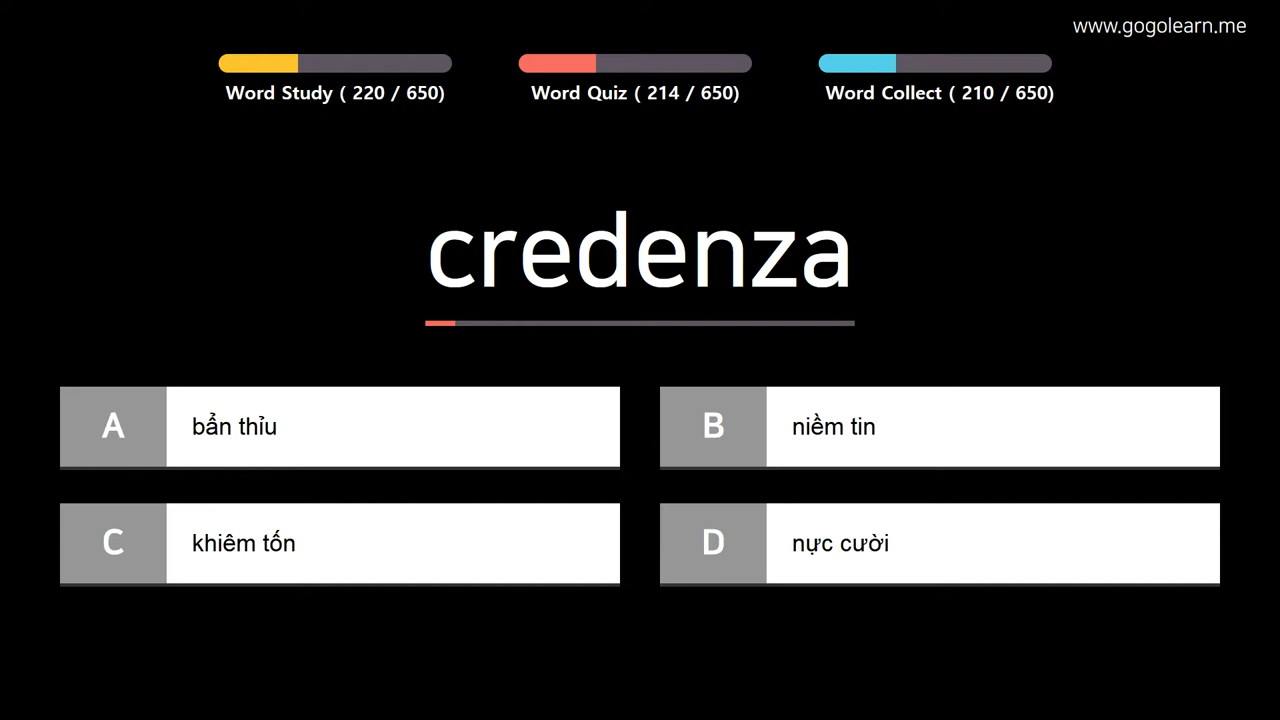 www.gogolearn.me
Word Study ( 220 / 650)
Word Quiz ( 214 / 650)
Word Collect ( 210 / 650)
credenza
A
bẩn thỉu
B
niềm tin
C
khiêm tốn
D
nực cười